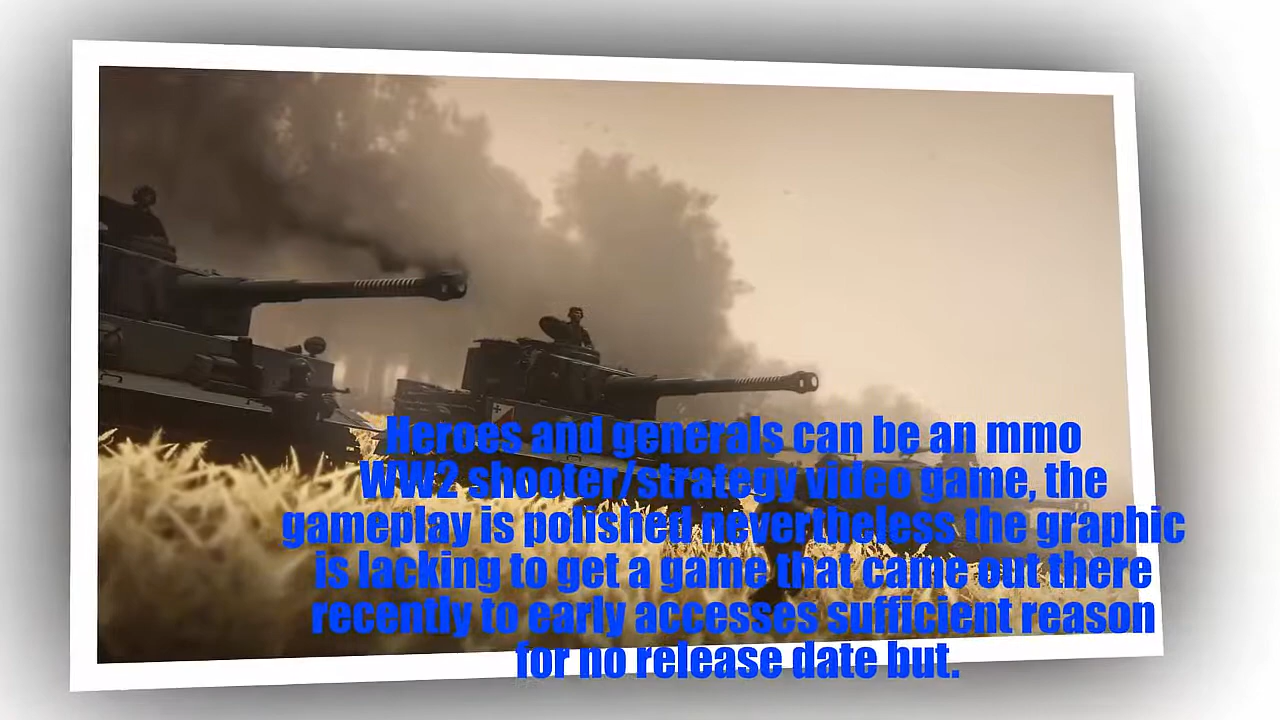 Heroes and generals can be an mmo
WW2 shooter/strategy video game, the
gameplay is polished nevertheless the graphic
is lacking to get a game that came out there
recently to early accesses sufficient reason
for no release date but.